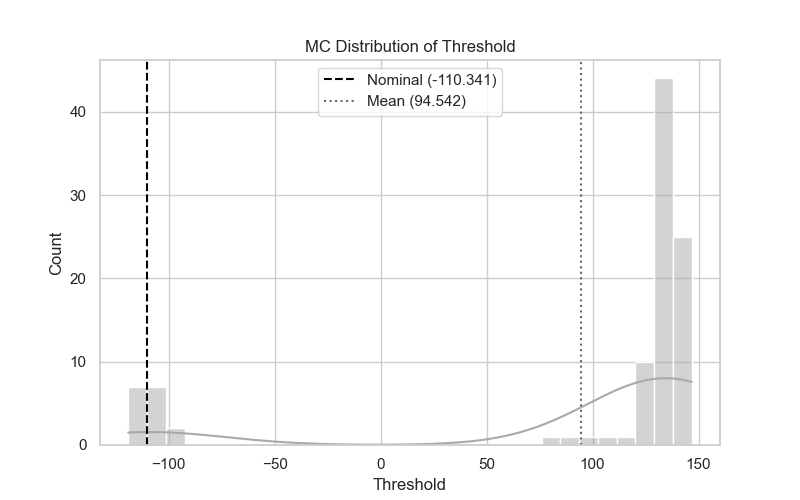 MC Distribution of Threshold
Nominal (-110.341)
Mean (94.542)
Count
40
30
20
10
0
−100
−50
0
50
100
150
Threshold